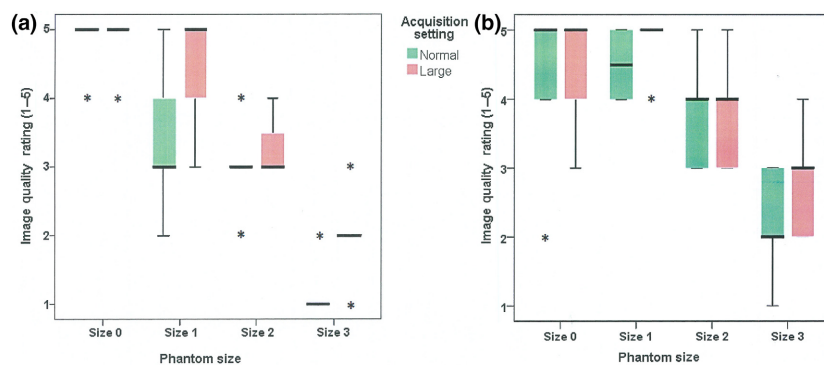 (a)
Image quality rating (1–5)
5
4
3
2
1
Size 0 Size 1 Size 2 Size 3
Phantom size
Acquisition
setting
Normal
Large
(b)
Image quality rating (1–5)
5
4
3
2
1
Size 0 Size 1 Size 2 Size 3
Phantom size